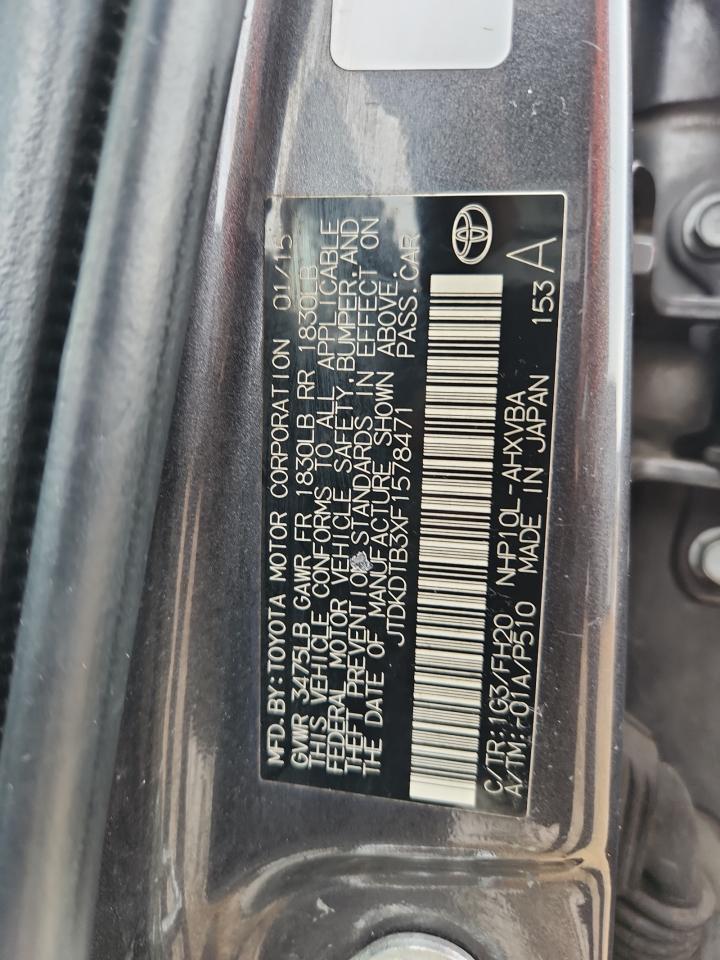 MFD.BY:TOYOTA MOTOR CORPORATION 01/15
GVWR 3475LB GAWR FR 1830LB RR 1830LB
THIS VEHICLE CONFORMS TO ALL APPLICABLE
FEDERAL MOTOR VEHICLE SAFETY, BUMPER, AND
THEFT PREVENTION STANDARDS IN EFFECT ON
THE DATE OF MANUFACTURE SHOWN ABOVE.
JTDKDTB3XF1578471 PASS.CAR
C/TR:1G3/FH20 NHP10L-AHXVBA
A/TM:-01A/P510 MADE IN JAPAN 153 A